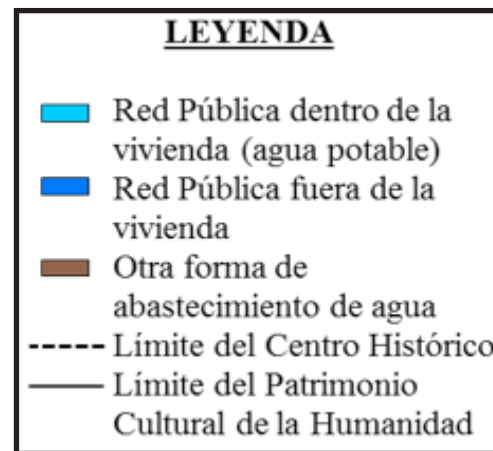 LEYENDA
Red Pública dentro de la
vivienda (agua potable)
Red Pública fuera de la
vivienda
Otra forma de
abastecimiento de agua
Límite del Centro Histórico
Límite del Patrimonio
Cultural de la Humanidad